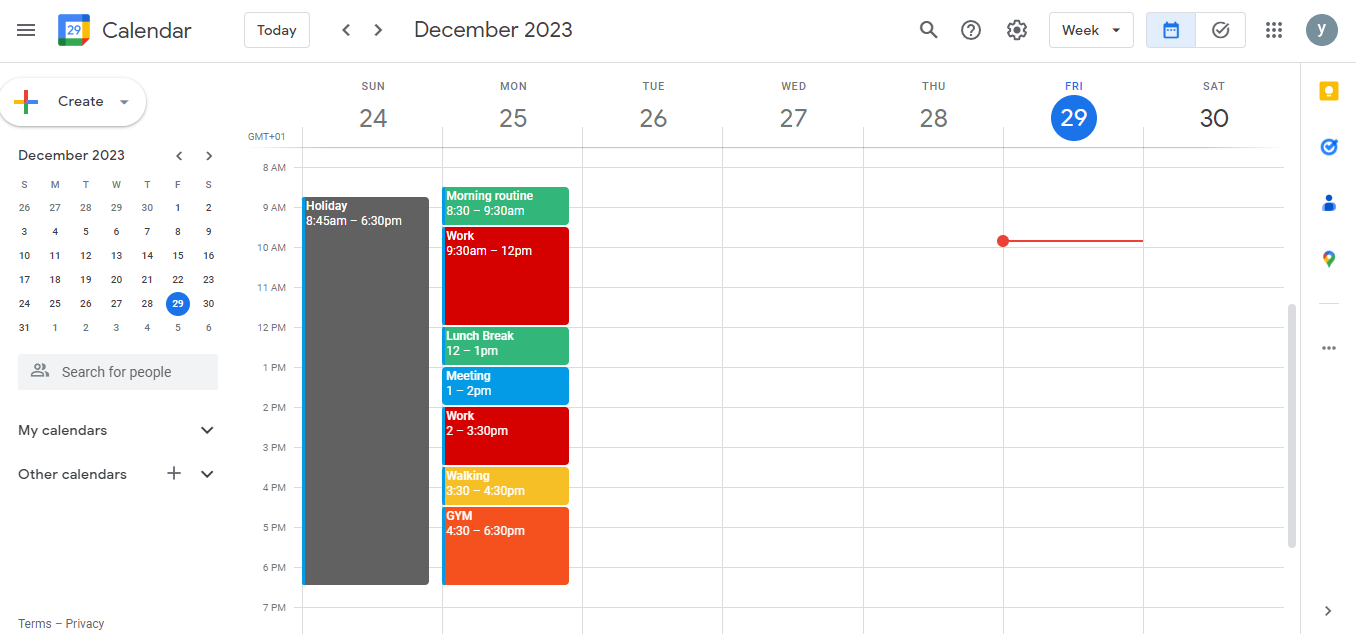 29 Calendar
Today
December 2023
Week
y
Create
December 2023
S M T W T F S
26 27 28 29 30 1 2
3 4 5 6 7 8 9
10 11 12 13 14 15 16
17 18 19 20 21 22 23
24 25 26 27 28 29 30
31 1 2 3 4 5 6
Search for people
My calendars
Other calendars
Terms – Privacy
SUN MON TUE WED THU FRI SAT
24 25 26 27 28 29 30
GMT+01
8 AM
9 AM
10 AM
11 AM
12 PM
1 PM
2 PM
3 PM
4 PM
5 PM
6 PM
7 PM
Holiday
8:45am – 6:30pm
Morning routine
8:30 – 9:30am
Work
9:30am – 12pm
Lunch Break
12 – 1pm
Meeting
1 – 2pm
Work
2 – 3:30pm
Walking
3:30 – 4:30pm
GYM
4:30 – 6:30pm